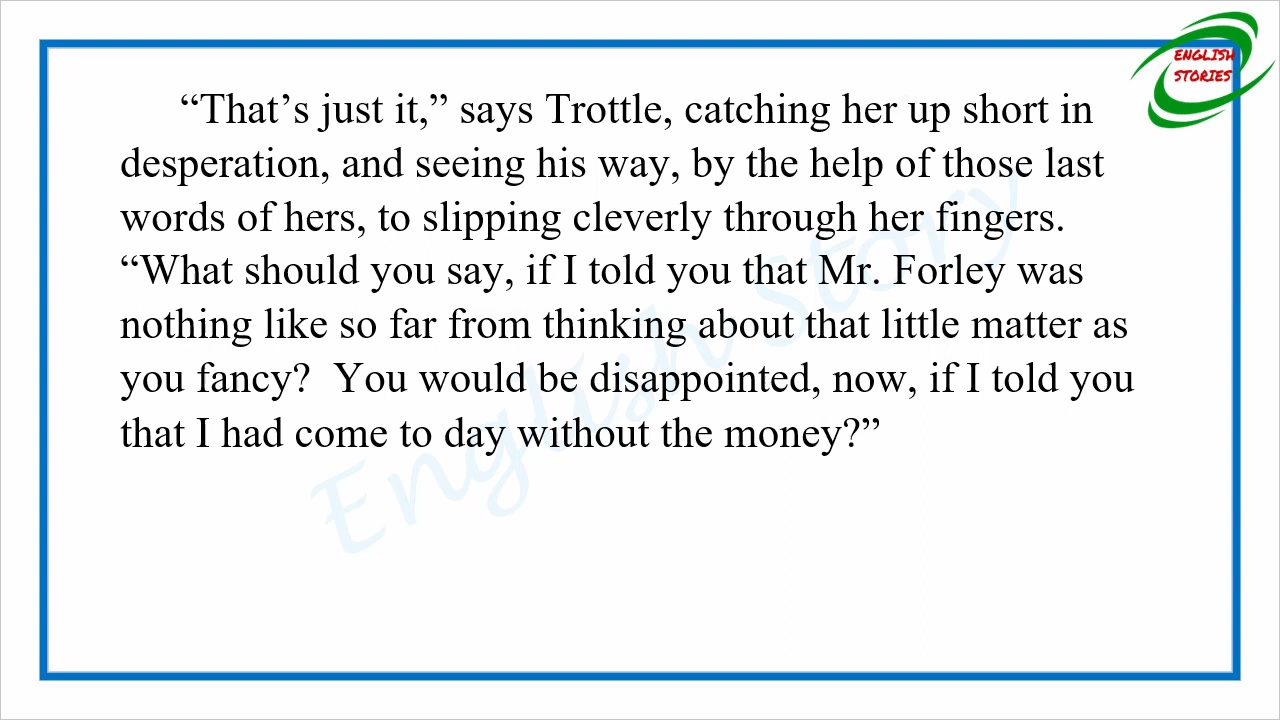 ENGLISH
STORIES
“That’s just it,” says Trottle, catching her up short in
desperation, and seeing his way, by the help of those last
words of hers, to slipping cleverly through her fingers.
“What should you say, if I told you that Mr. Forley was
nothing like so far from thinking about that little matter as
you fancy?  You would be disappointed, now, if I told you
that I had come to day without the money?”
English Story